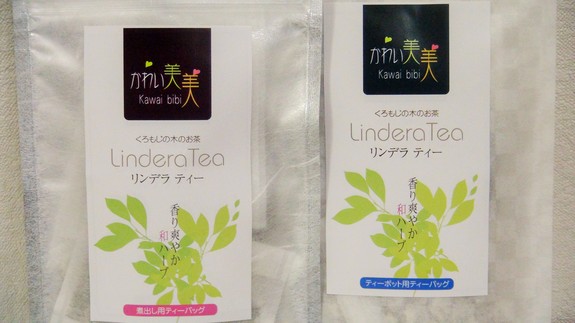 かわい美美人
Kawai bibi
くろもじの木のお茶
LinderaTea
リンデラ ティー
香り爽やか
和ハーブ
煮出し用ティーバッグ
かわい美美人
Kawai bibi
くろもじの木のお茶
LinderaTea
リンデラ ティー
香り爽やか
和ハーブ
ティーポット用ティーバッグ